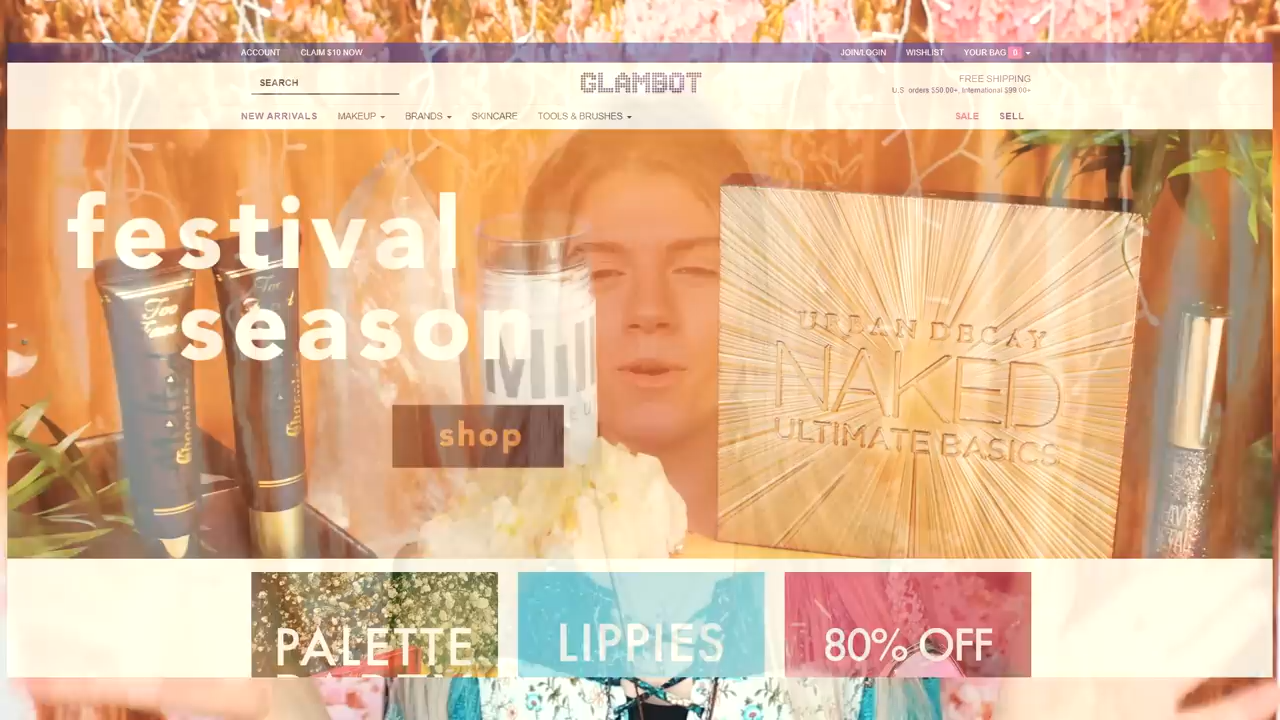 ACCOUNT CLAIM $10 NOW JOIN/LOGIN WISHLIST YOUR BAG 0
SEARCH
GLAMBOT
FREE SHIPPING
U.S. orders $50.00+, International $99.00+
NEW ARRIVALS MAKEUP BRANDS SKINCARE TOOLS & BRUSHES SALE SELL
festival
season
shop
Too
Too
URBAN DECAY
NAKED
ULTIMATE BASICS
PALETTE
LIPPIES
80% OFF